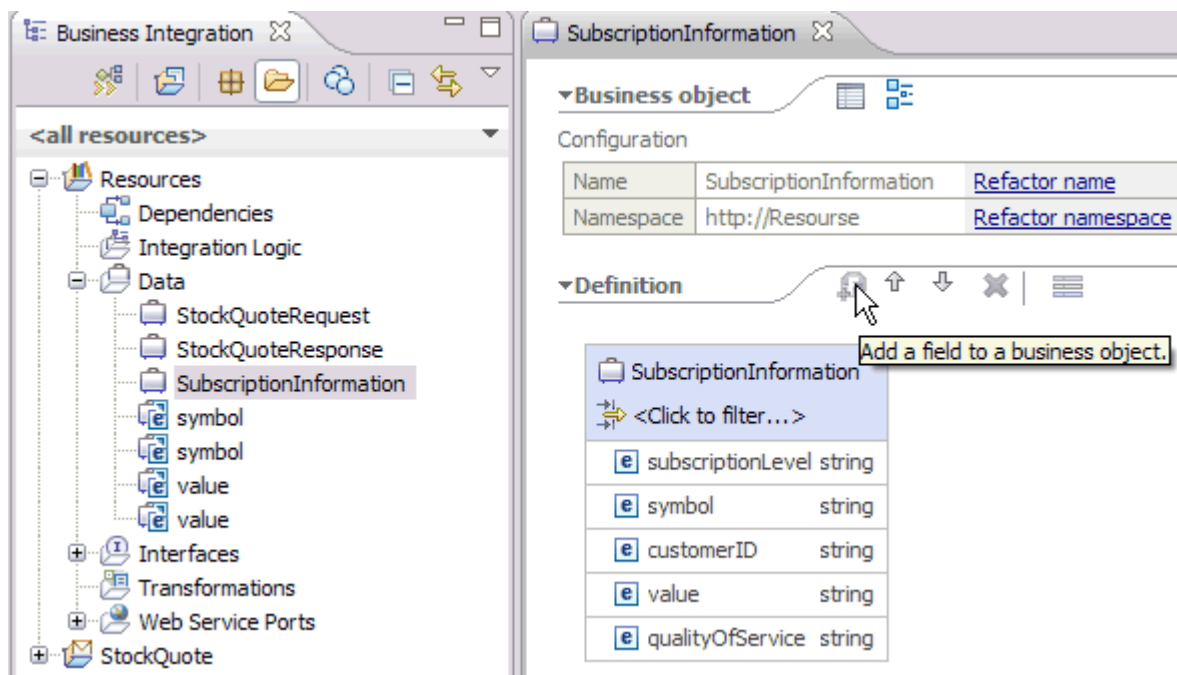 Business Integration
<all resources>
Resources
Dependencies
Integration Logic
Data
StockQuoteRequest
StockQuoteResponse
SubscriptionInformation
symbol
symbol
value
value
Interfaces
Transformations
Web Service Ports
StockQuote
SubscriptionInformation
Business object
Configuration
Name SubscriptionInformation Refactor name
Namespace http://Resourse Refactor namespace
Definition
Add a field to a business object.
SubscriptionInformation
<Click to filter...>
e subscriptionLevel string
e symbol string
e customerID string
e value string
e qualityOfService string